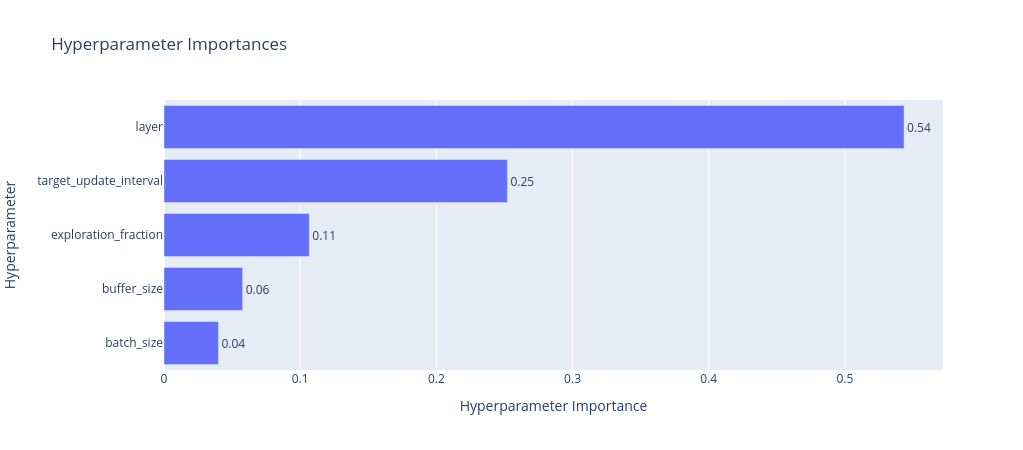 Hyperparameter Importances
Hyperparameter
layer
0.54
target_update_interval
0.25
exploration_fraction
0.11
buffer_size
0.06
batch_size
0.04
0 0.1 0.2 0.3 0.4 0.5
Hyperparameter Importance